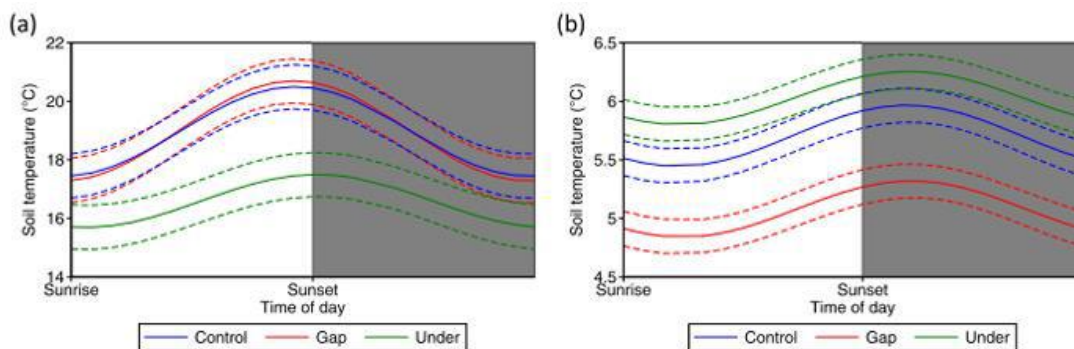 (a)
22
20
18
16
14
Soil temperature (°C)
Sunrise
Sunset
Time of day
Control
Gap
Under
(b)
6.5
6
5.5
5
4.5
Soil temperature (°C)
Sunrise
Sunset
Time of day
Control
Gap
Under